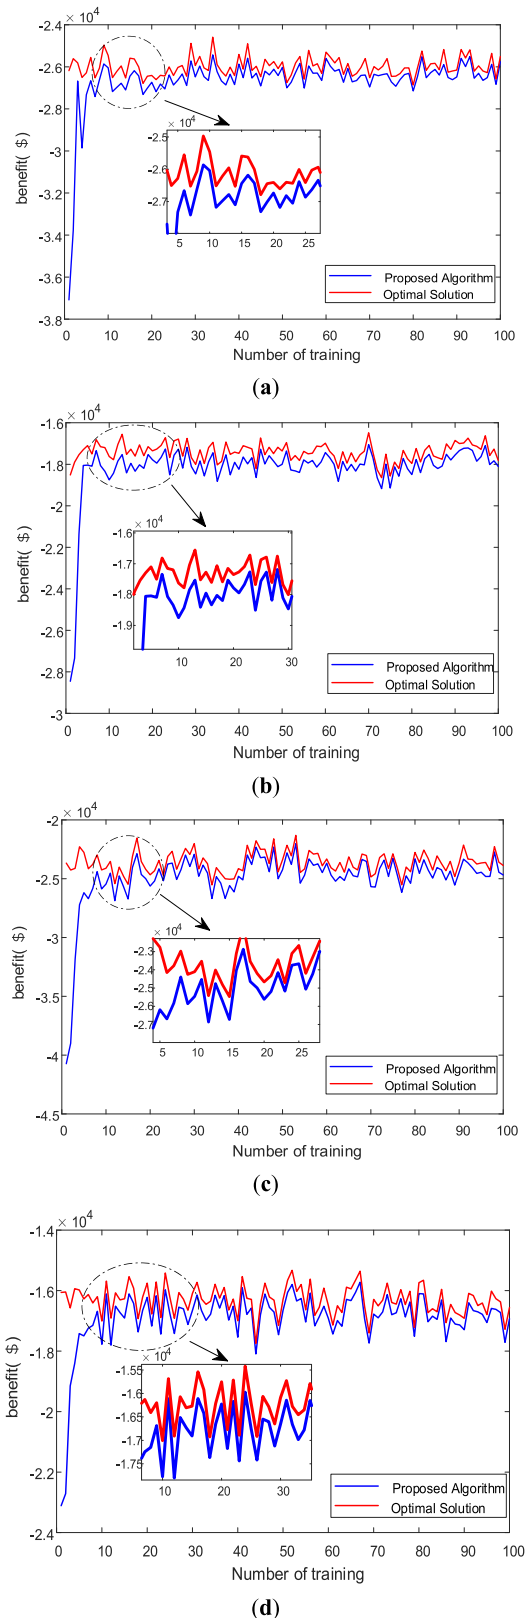 × 10^4
-2.4
-2.6
-2.8
-3
-3.2
-3.4
-3.6
-3.8
benefit( $)
× 10^4
-2.5
-2.6
-2.7
5 10 15 20 25
Proposed Algorithm
Optimal Solution
0 10 20 30 40 50 60 70 80 90 100
Number of training
(a)
× 10^4
-1.6
-1.8
-2
-2.2
-2.4
-2.6
-2.8
-3
benefit( $)
× 10^4
-1.6
-1.7
-1.8
-1.9
10 20 30
Proposed Algorithm
Optimal Solution
0 10 20 30 40 50 60 70 80 90 100
Number of training
(b)
× 10^4
-2
-2.5
-3
-3.5
-4
-4.5
benefit( $)
× 10^4
-2.3
-2.4
-2.5
-2.6
-2.7
5 10 15 20 25
Proposed Algorithm
Optimal Solution
0 10 20 30 40 50 60 70 80 90 100
Number of training
(c)
× 10^4
-1.4
-1.6
-1.8
-2
-2.2
-2.4
benefit( $)
× 10^4
-1.55
-1.6
-1.65
-1.7
-1.75
10 20 30
Proposed Algorithm
Optimal Solution
0 10 20 30 40 50 60 70 80 90 100
Number of training
(d)